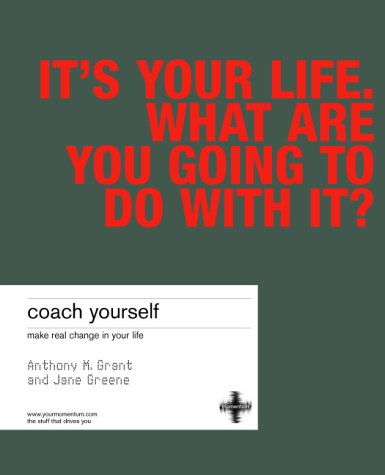 IT'S YOUR LIFE.
WHAT ARE
YOU GOING TO
DO WITH IT?
coach yourself
make real change in your life
Anthony M. Grant
and Jane Greene
momentum
www.yourmomentum.com
the stuff that drives you